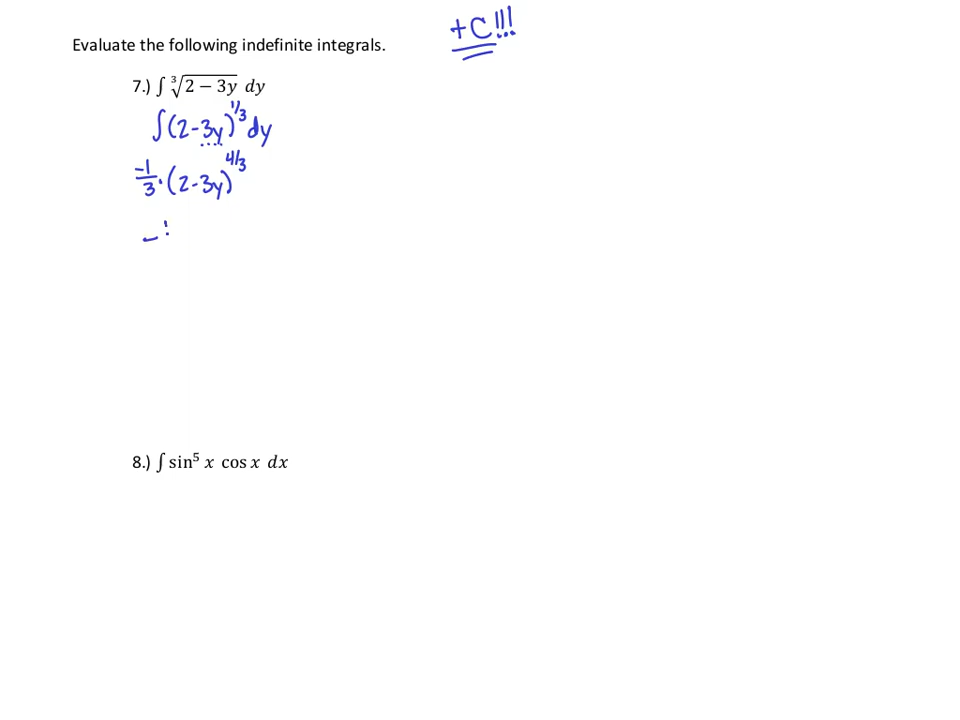 +C!!!
Evaluate the following indefinite integrals.
7.) ∫ ∛(2 − 3y) dy
∫(2-3y)^1/3 dy
-1/3 · (2-3y)^4/3
8.) ∫ sin⁵ x cos x dx